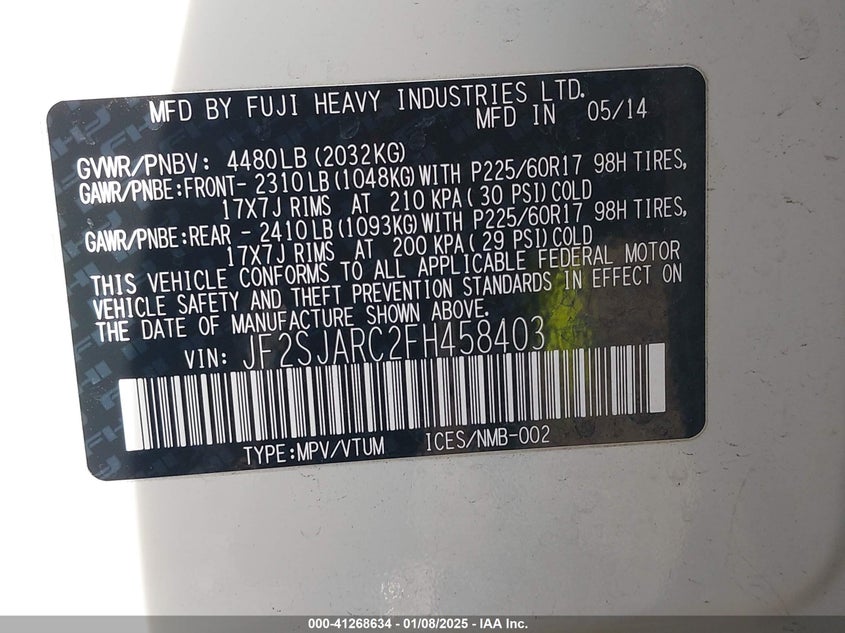 MFD BY FUJI HEAVY INDUSTRIES LTD.
MFD IN 05/14
GVWR/PNBV: 4480LB(2032KG)
GAWR/PNBE:FRONT- 2310LB(1048KG)WITH P225/60R17 98H TIRES,
17X7J RIMS AT 210 KPA(30 PSI)COLD
GAWR/PNBE:REAR - 2410LB(1093KG)WITH P225/60R17 98H TIRES,
17X7J RIMS AT 200 KPA(29 PSI)COLD
THIS VEHICLE CONFORMS TO ALL APPLICABLE FEDERAL MOTOR
VEHICLE SAFETY AND THEFT PREVENTION STANDARDS IN EFFECT ON
THE DATE OF MANUFACTURE SHOWN ABOVE.
VIN: JF2SJARC2FH458403
TYPE:MPV/VTUM ICES/NMB-002
000-41268634 - 01/08/2025 - IAA Inc.